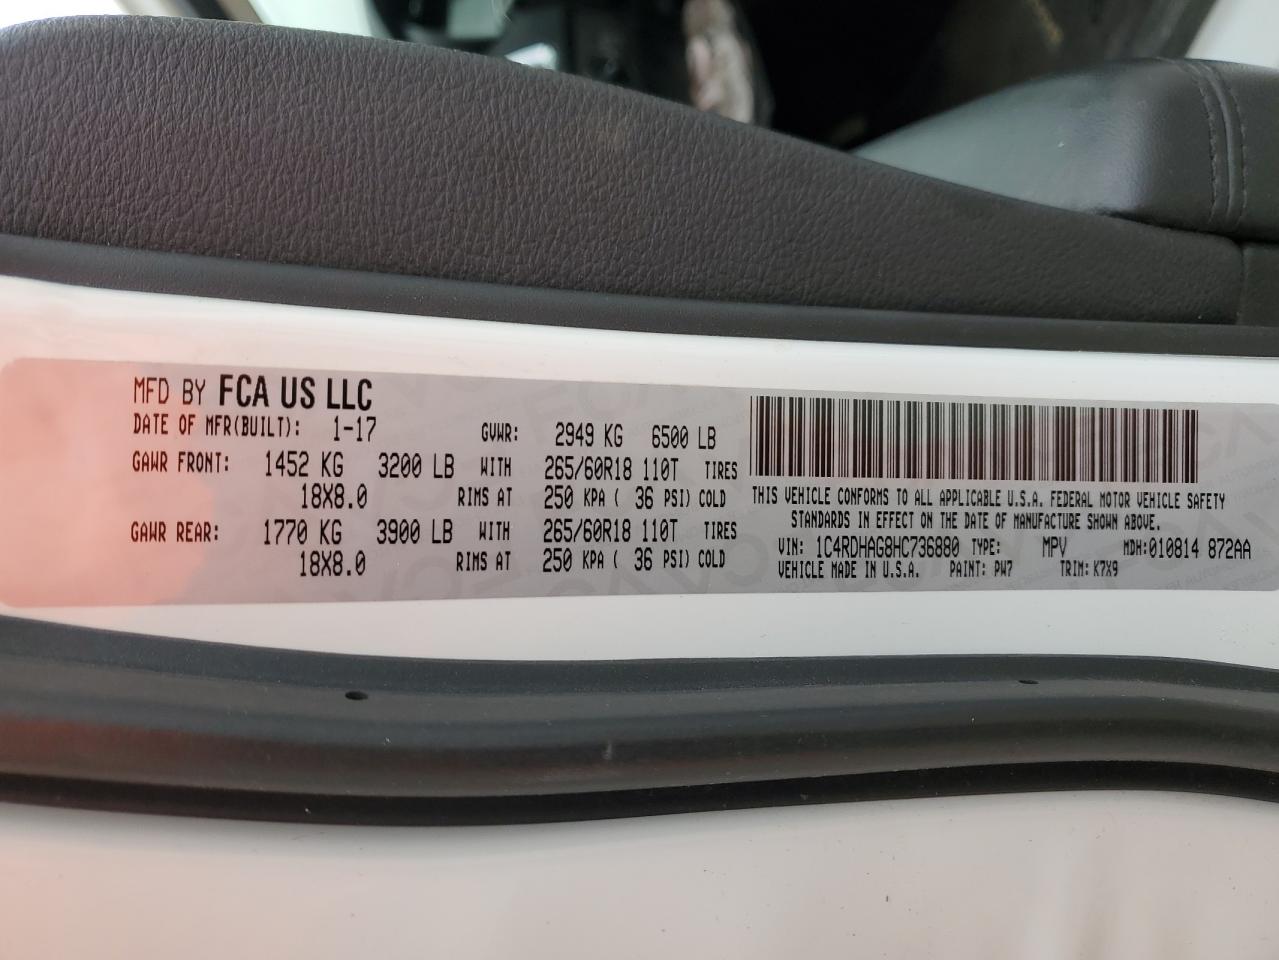 MFD BY FCA US LLC
DATE OF MFR(BUILT): 1-17 GVWR: 2949 KG 6500 LB
GAWR FRONT: 1452 KG 3200 LB WITH 265/60R18 110T TIRES
18X8.0 RIMS AT 250 KPA ( 36 PSI) COLD
GAWR REAR: 1770 KG 3900 LB WITH 265/60R18 110T TIRES
18X8.0 RIMS AT 250 KPA ( 36 PSI) COLD
THIS VEHICLE CONFORMS TO ALL APPLICABLE U.S.A. FEDERAL MOTOR VEHICLE SAFETY
STANDARDS IN EFFECT ON THE DATE OF MANUFACTURE SHOWN ABOVE.
VIN: 1C4RDHAG8HC736880 TYPE: MPV MDH:010814 872AA
VEHICLE MADE IN U.S.A. PAINT: PW7 TRIM: K7X9